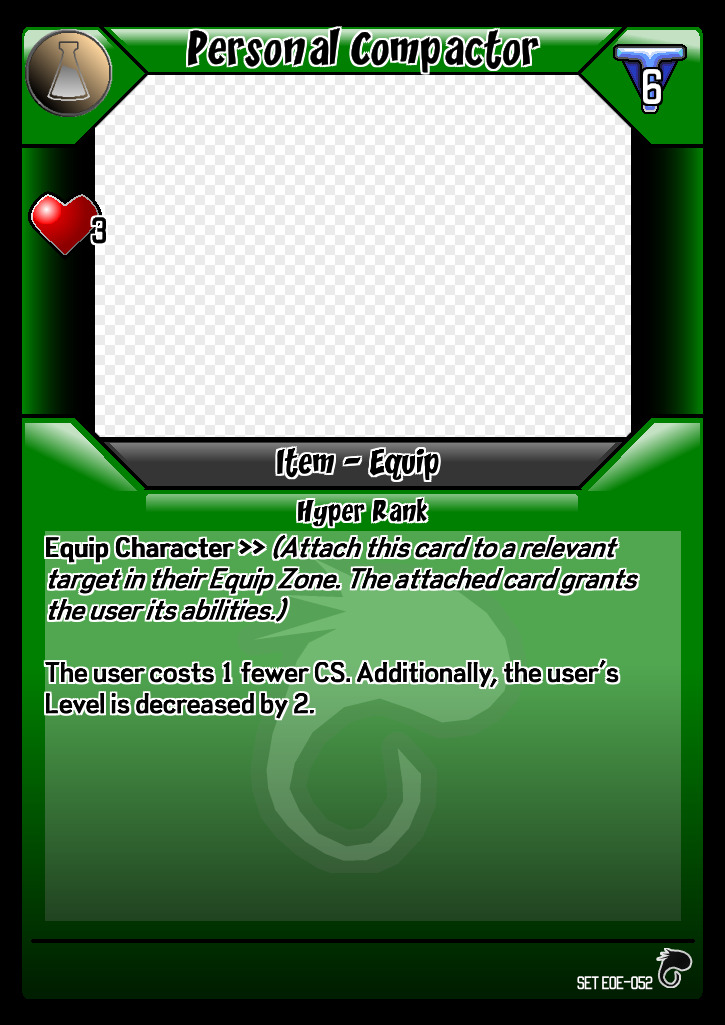 Personal Compactor
6
3
Item - Equip
Hyper Rank
Equip Character >> (Attach this card to a relevant
target in their Equip Zone. The attached card grants
the user its abilities.)
The user costs 1 fewer CS. Additionally, the user's
Level is decreased by 2.
SET EOE-052